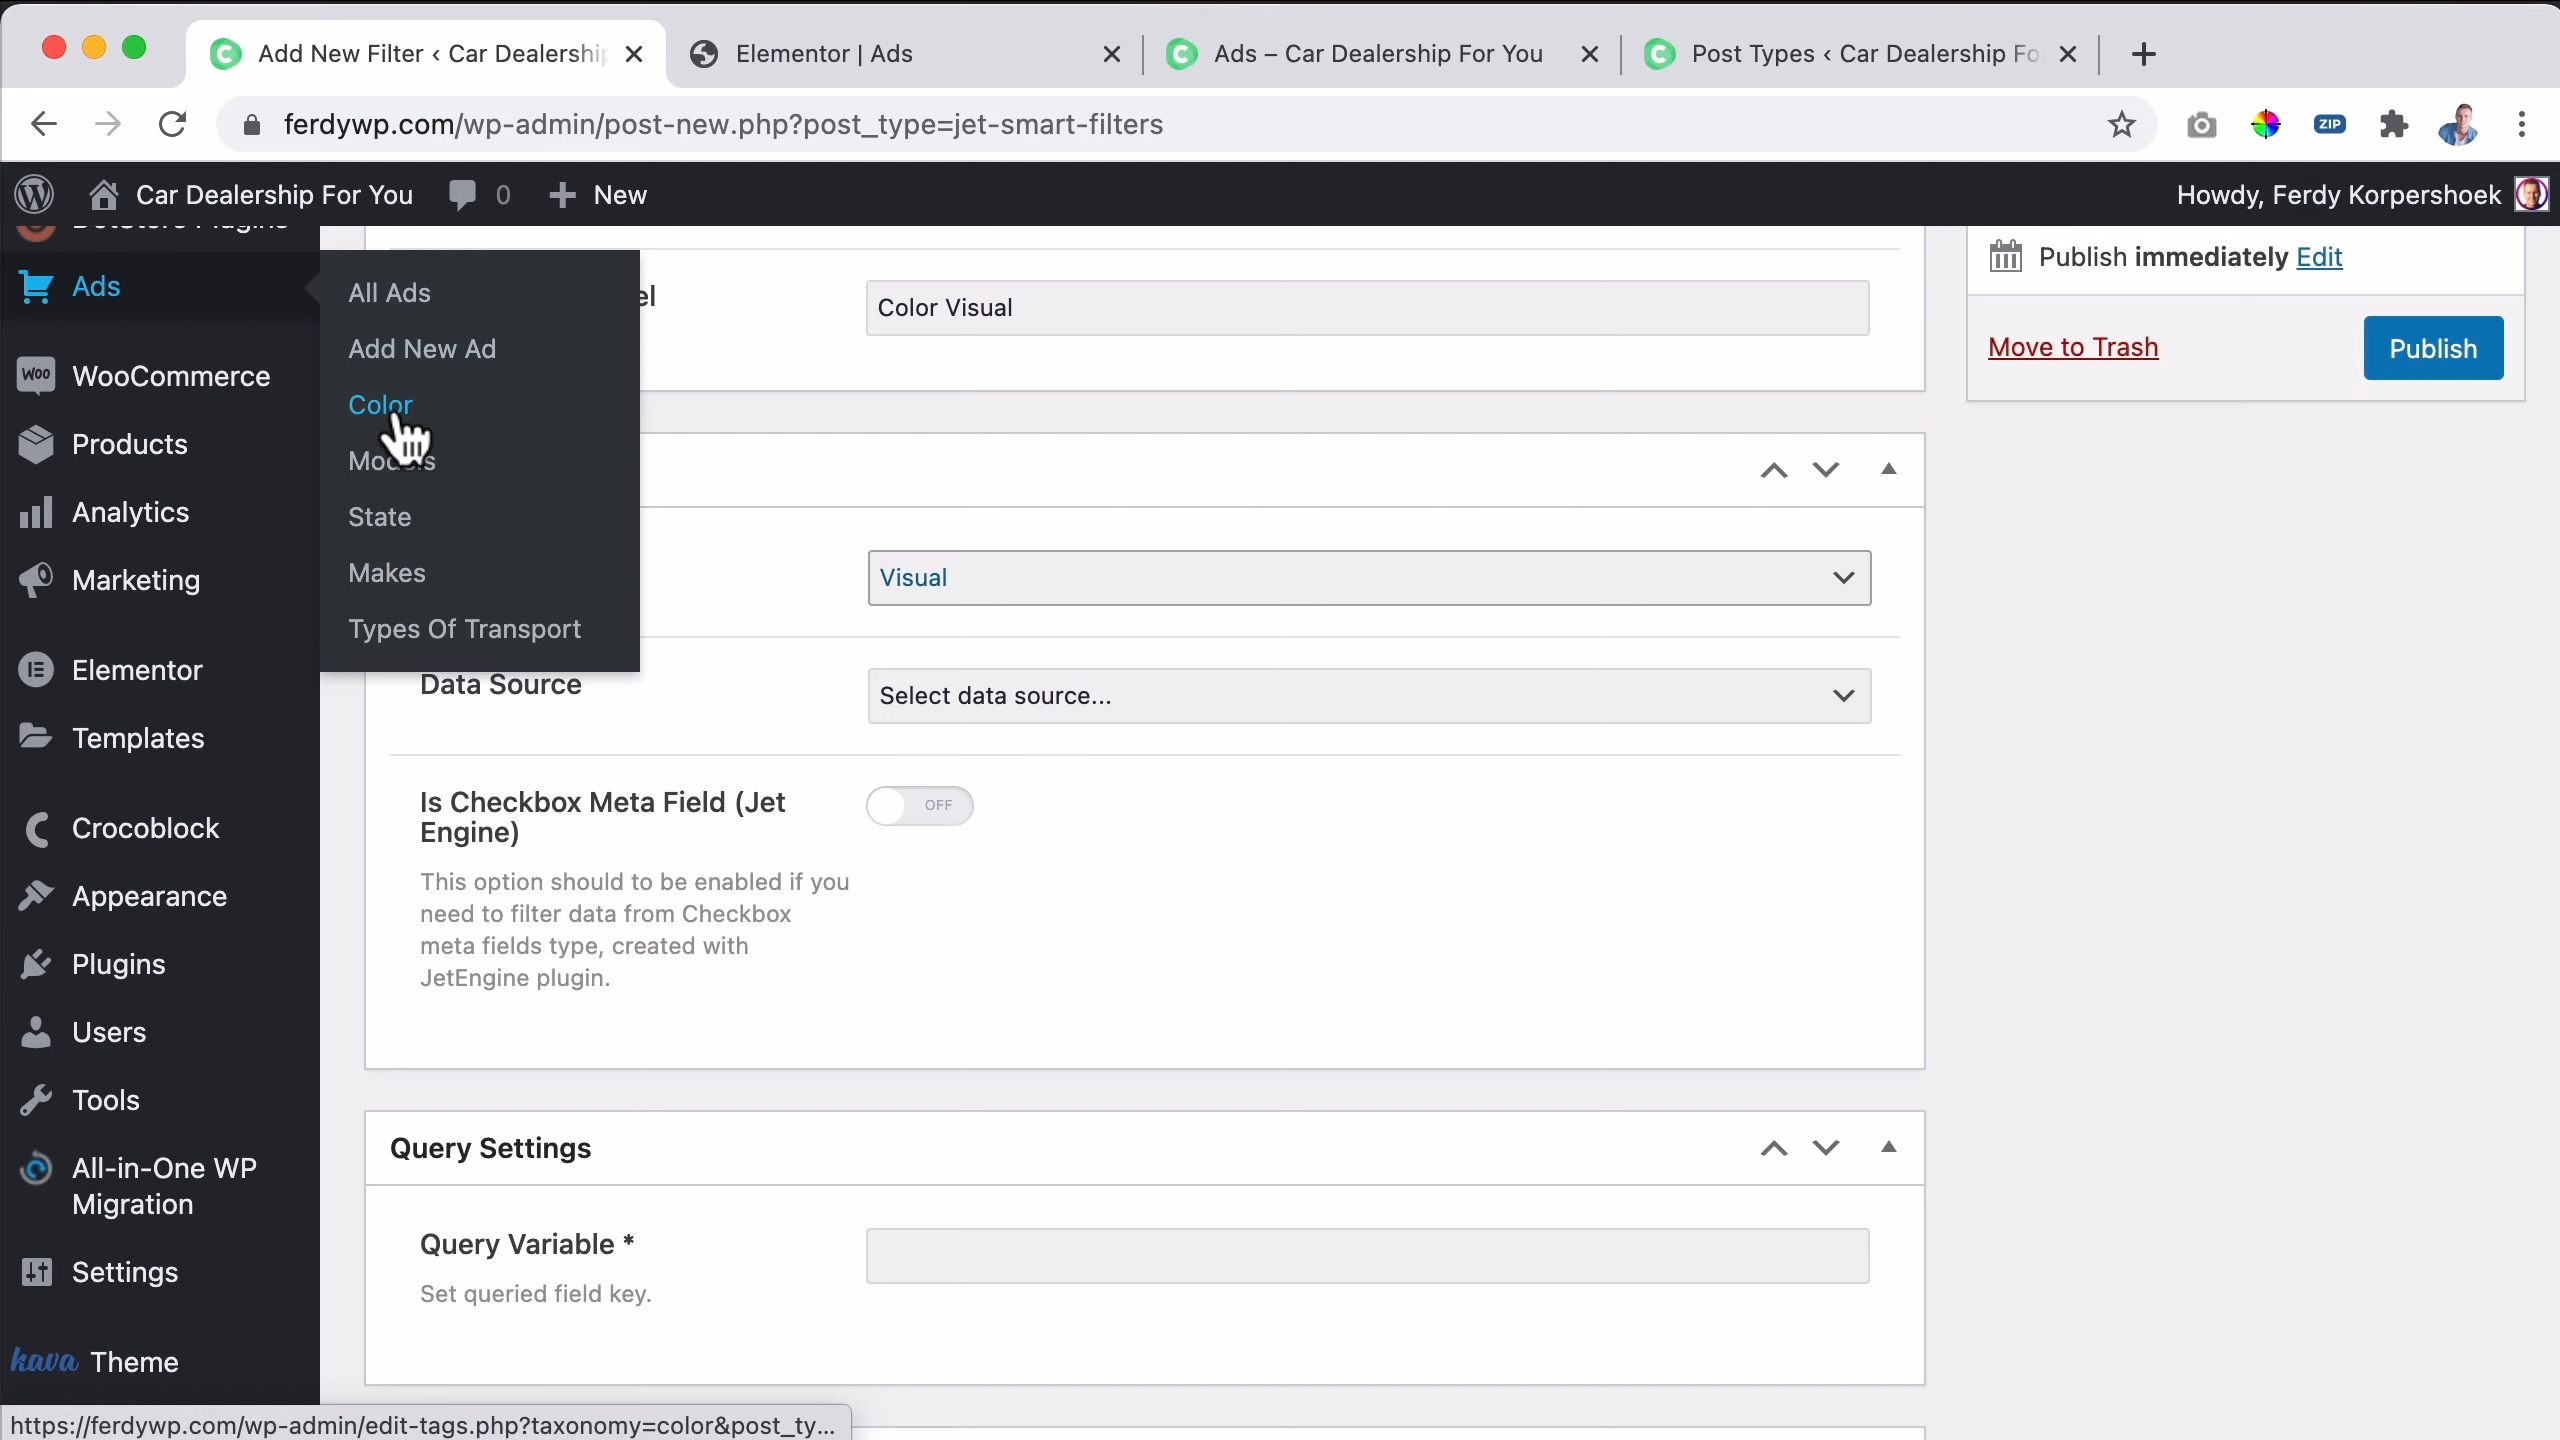 Add New Filter ‹ Car Dealership
Elementor | Ads
Ads – Car Dealership For You
Post Types ‹ Car Dealership Fo
ferdywp.com/wp-admin/post-new.php?post_type=jet-smart-filters
ZIP
Car Dealership For You
0
New
Howdy, Ferdy Korpershoek
Ads
WOO
WooCommerce
Products
Analytics
Marketing
Elementor
Templates
Crocoblock
Appearance
Plugins
Users
Tools
All-in-One WP
Migration
Settings
kava Theme
All Ads
Add New Ad
Color
Models
State
Makes
Types Of Transport
el
Color Visual
Visual
Data Source
Select data source...
Is Checkbox Meta Field (Jet
Engine)
OFF
This option should to be enabled if you
need to filter data from Checkbox
meta fields type, created with
JetEngine plugin.
Query Settings
Query Variable *
Set queried field key.
Publish immediately Edit
Move to Trash
Publish
https://ferdywp.com/wp-admin/edit-tags.php?taxonomy=color&post_ty...